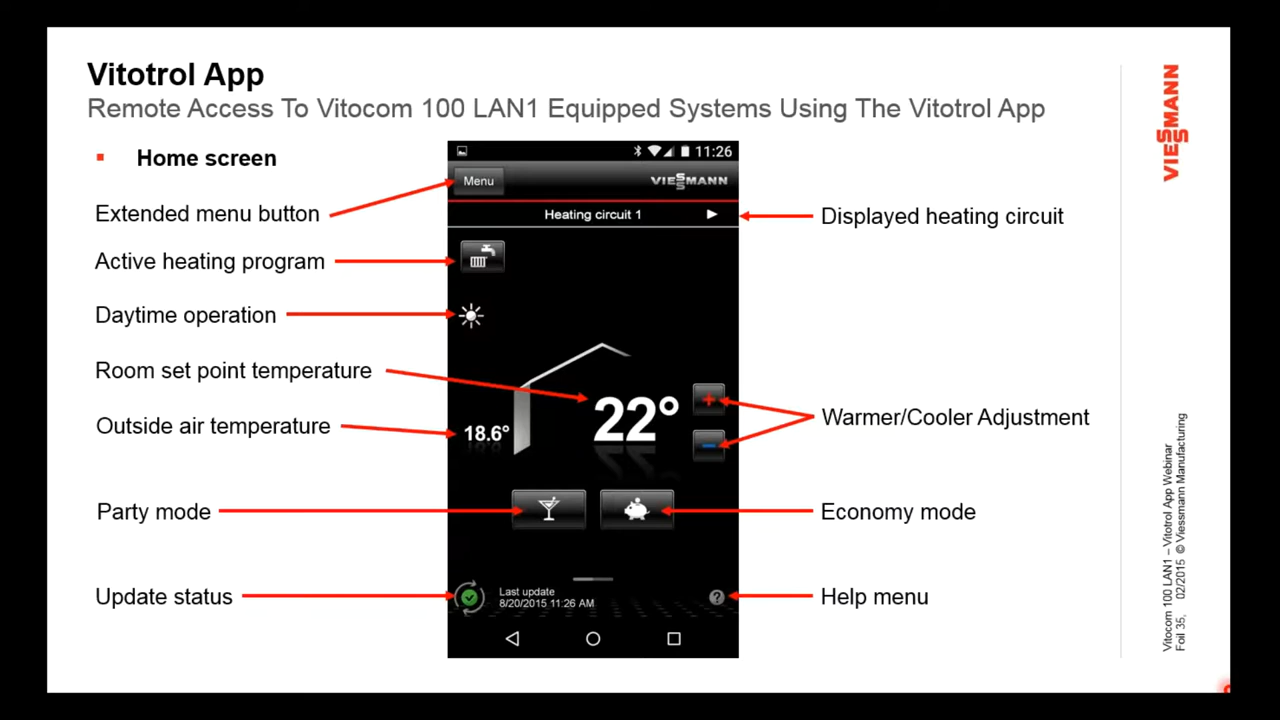 Vitotrol App
Remote Access To Vitocom 100 LAN1 Equipped Systems Using The Vitotrol App
VIESSMANN
Home screen
11:26
Menu
VIESSMANN
Extended menu button
Heating circuit 1
Displayed heating circuit
Active heating program
Daytime operation
Room set point temperature
22°
Outside air temperature
18.6°
Warmer/Cooler Adjustment
Party mode
Economy mode
Update status
Last update
8/20/2015 11:26 AM
Help menu
Vitocom 100 LAN1 – Vitotrol App Webinar
Foil 35, 02/2015 © Viessmann Manufacturing